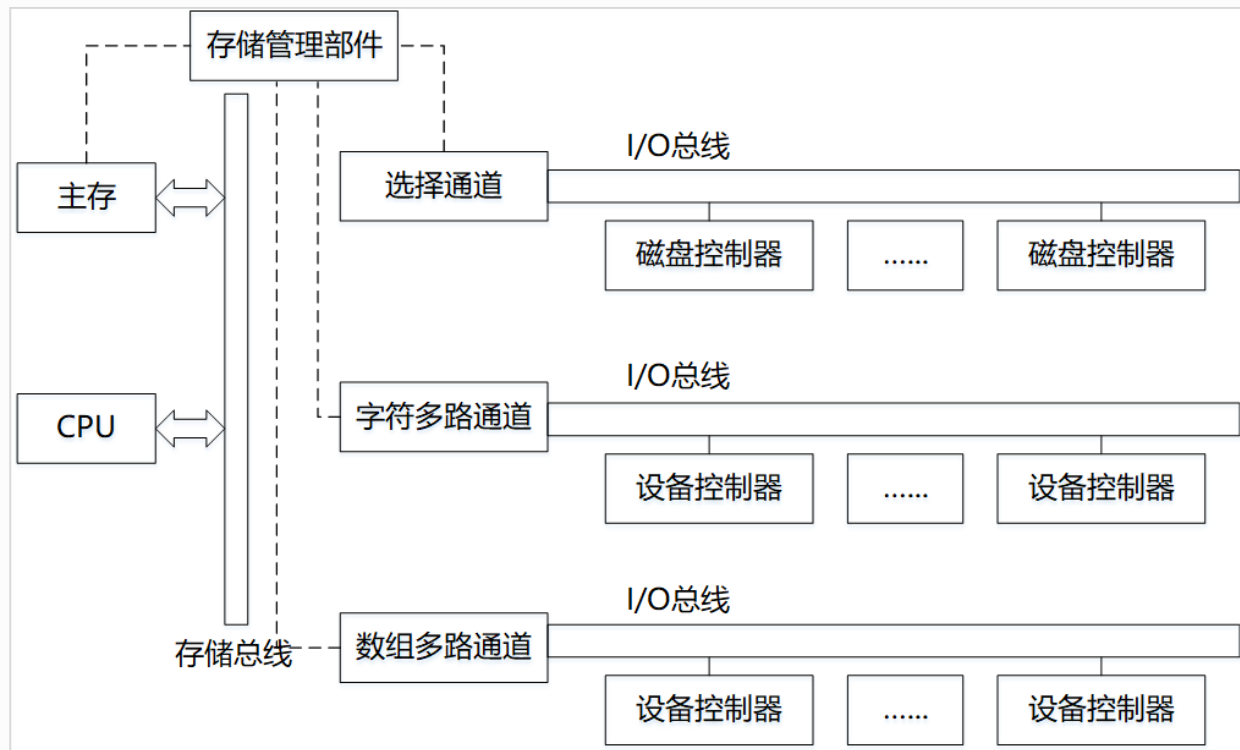 存储管理部件
I/O总线
主存
选择通道
磁盘控制器
......
磁盘控制器
I/O总线
CPU
字符多路通道
设备控制器
......
设备控制器
I/O总线
存储总线
数组多路通道
设备控制器
......
设备控制器